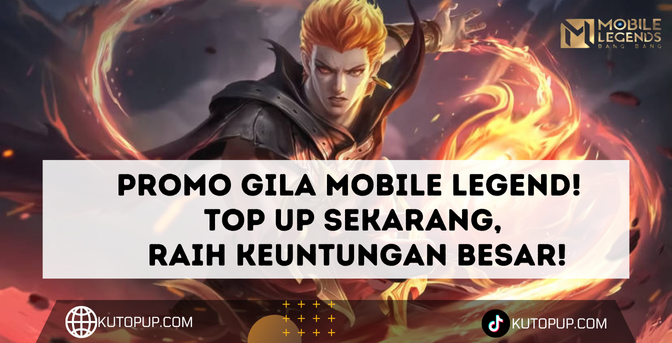 MOBILE
LEGENDS
BANG BANG
PROMO GILA MOBILE LEGEND!
TOP UP SEKARANG,
RAIH KEUNTUNGAN BESAR!
KUTOPUP.COM
KUTOPUP.COM